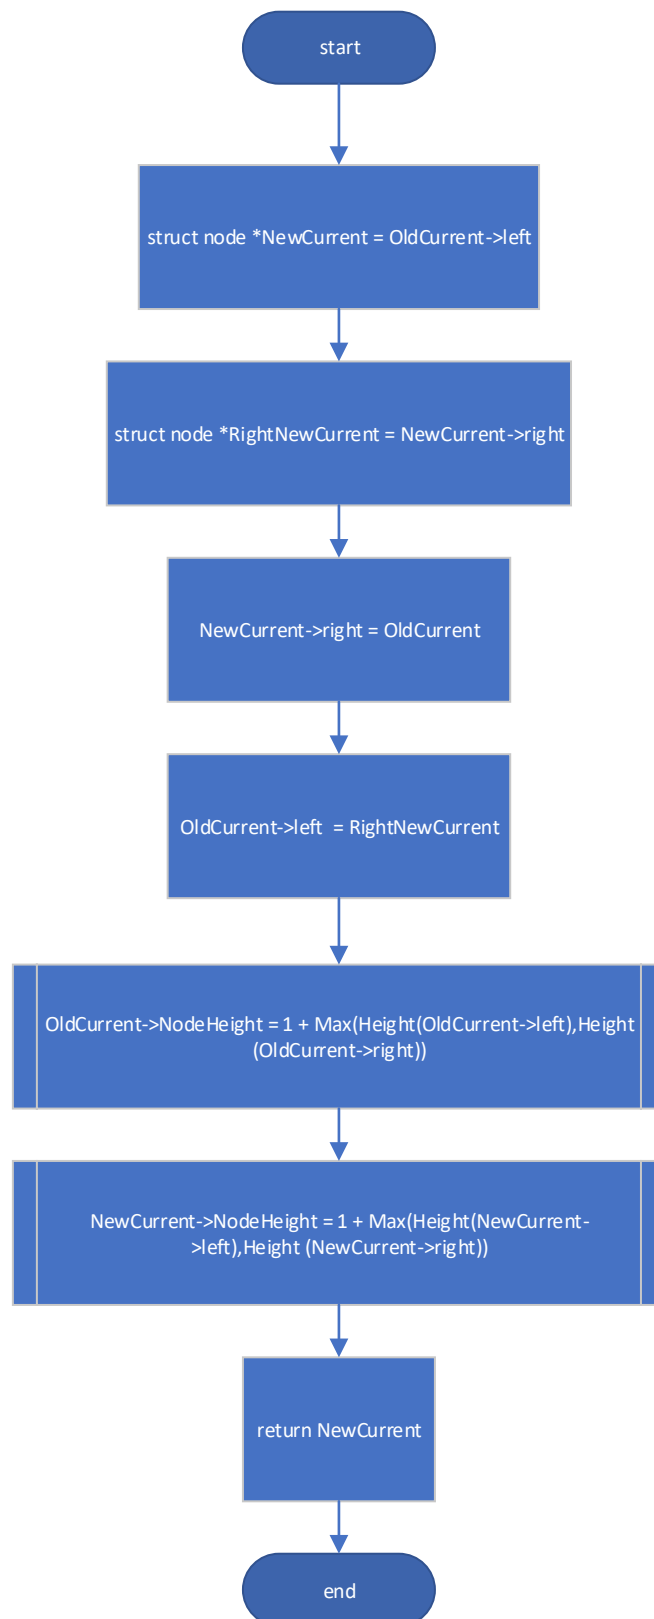 start
struct node *NewCurrent = OldCurrent->left
struct node *RightNewCurrent = NewCurrent->right
NewCurrent->right = OldCurrent
OldCurrent->left  = RightNewCurrent
OldCurrent->NodeHeight = 1 + Max(Height(OldCurrent->left),Height
(OldCurrent->right))
NewCurrent->NodeHeight = 1 + Max(Height(NewCurrent-
>left),Height (NewCurrent->right))
return NewCurrent
end